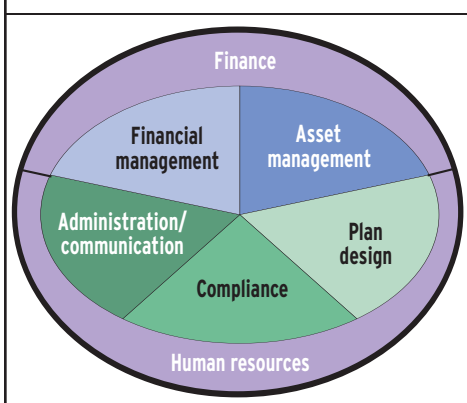 Finance
Financial
management
Asset
management
Administration/
communication
Plan
design
Compliance
Human resources